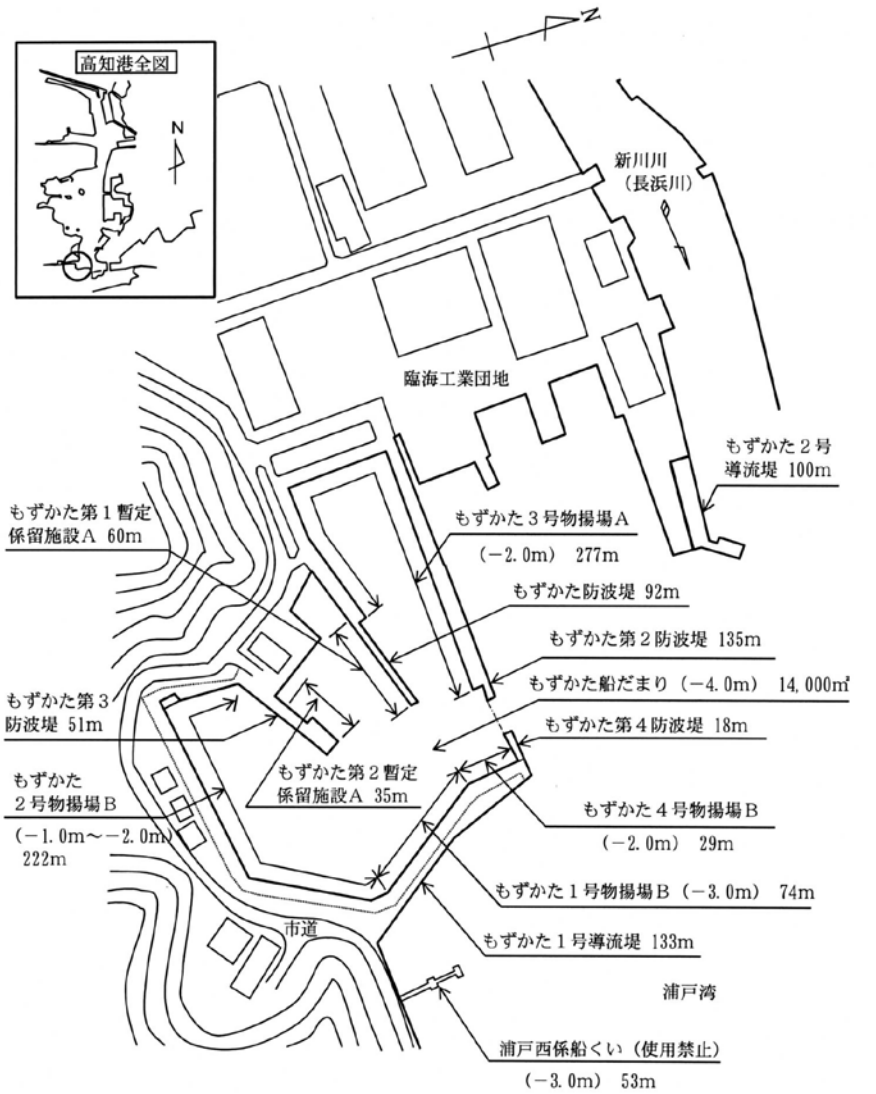 高知港全図
N
N
新川川
(長浜川)
臨海工業団地
もずかた2号
導流堤 100m
もずかた第1暫定
係留施設A 60m
もずかた3号物揚場A
(-2.0m) 277m
もずかた防波堤 92m
もずかた第2防波堤 135m
もずかた船だまり (-4.0m) 14,000㎡
もずかた第3
防波堤 51m
もずかた第4防波堤 18m
もずかた第2暫定
係留施設A 35m
もずかた
2号物揚場B
(-1.0m~-2.0m)
222m
もずかた4号物揚場B
(-2.0m) 29m
もずかた1号物揚場B (-3.0m) 74m
市道
もずかた1号導流堤 133m
浦戸湾
浦戸西係船くい (使用禁止)
(-3.0m) 53m